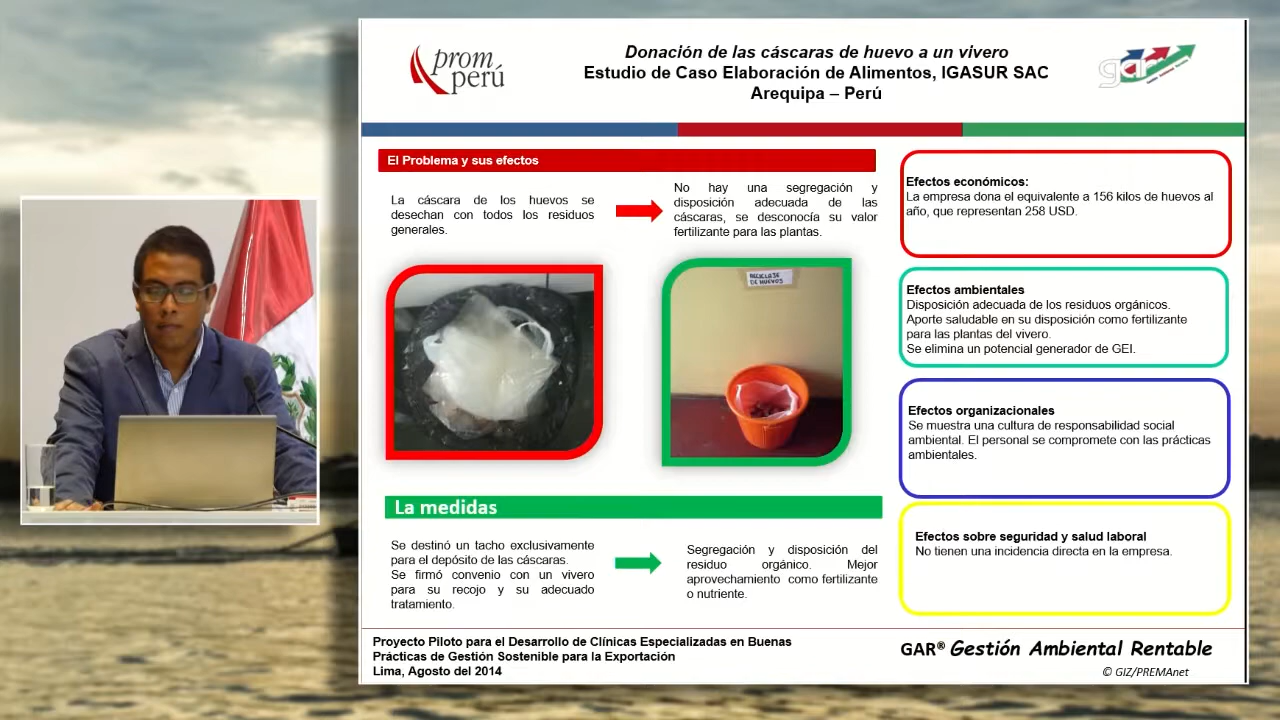 prom
perú
Donación de las cáscaras de huevo a un vivero
Estudio de Caso Elaboración de Alimentos, IGASUR SAC
Arequipa – Perú
gar
El Problema y sus efectos
La cáscara de los huevos se
desechan con todos los residuos
generales.
No hay una segregación y
disposición adecuada de las
cáscaras, se desconocía su valor
fertilizante para las plantas.
RECICLAJE
DE HUEVOS
La medidas
Se destinó un tacho exclusivamente
para el depósito de las cáscaras.
Se firmó convenio con un vivero
para su recojo y su adecuado
tratamiento.
Segregación y disposición del
residuo orgánico. Mejor
aprovechamiento como fertilizante
o nutriente.
Efectos económicos:
La empresa dona el equivalente a 156 kilos de huevos al
año, que representan 258 USD.
Efectos ambientales
Disposición adecuada de los residuos orgánicos.
Aporte saludable en su disposición como fertilizante
para las plantas del vivero.
Se elimina un potencial generador de GEI.
Efectos organizacionales
Se muestra una cultura de responsabilidad social
ambiental. El personal se compromete con las prácticas
ambientales.
Efectos sobre seguridad y salud laboral
No tienen una incidencia directa en la empresa.
Proyecto Piloto para el Desarrollo de Clínicas Especializadas en Buenas
Prácticas de Gestión Sostenible para la Exportación
Lima, Agosto del 2014
GAR® Gestión Ambiental Rentable
© GIZ/PREMAnet